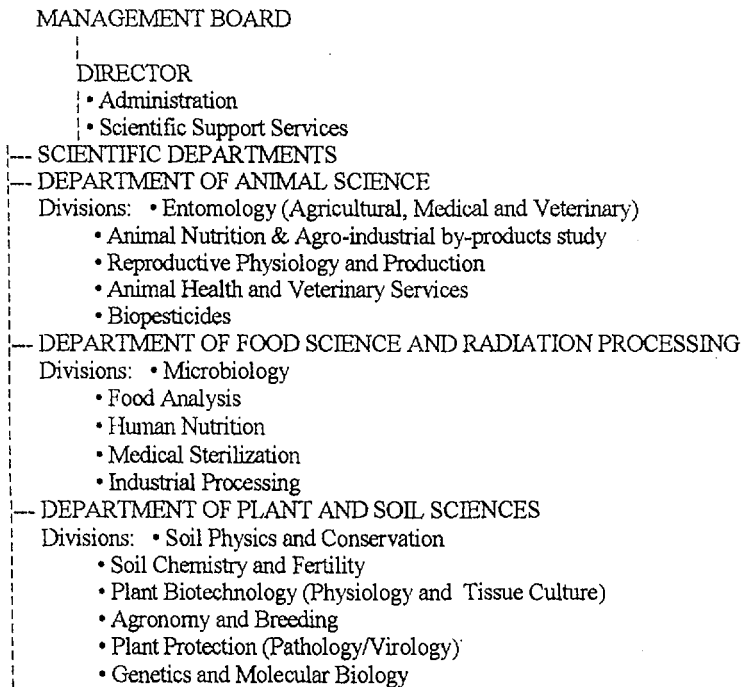 MANAGEMENT BOARD
DIRECTOR
• Administration
• Scientific Support Services
SCIENTIFIC DEPARTMENTS
DEPARTMENT OF ANIMAL SCIENCE
Divisions: • Entomology (Agricultural, Medical and Veterinary)
• Animal Nutrition & Agro-industrial by-products study
• Reproductive Physiology and Production
• Animal Health and Veterinary Services
• Biopesticides
DEPARTMENT OF FOOD SCIENCE AND RADIATION PROCESSING
Divisions: • Microbiology
• Food Analysis
• Human Nutrition
• Medical Sterilization
• Industrial Processing
DEPARTMENT OF PLANT AND SOIL SCIENCES
Divisions: • Soil Physics and Conservation
• Soil Chemistry and Fertility
• Plant Biotechnology (Physiology and Tissue Culture)
• Agronomy and Breeding
• Plant Protection (Pathology/Virology)
• Genetics and Molecular Biology